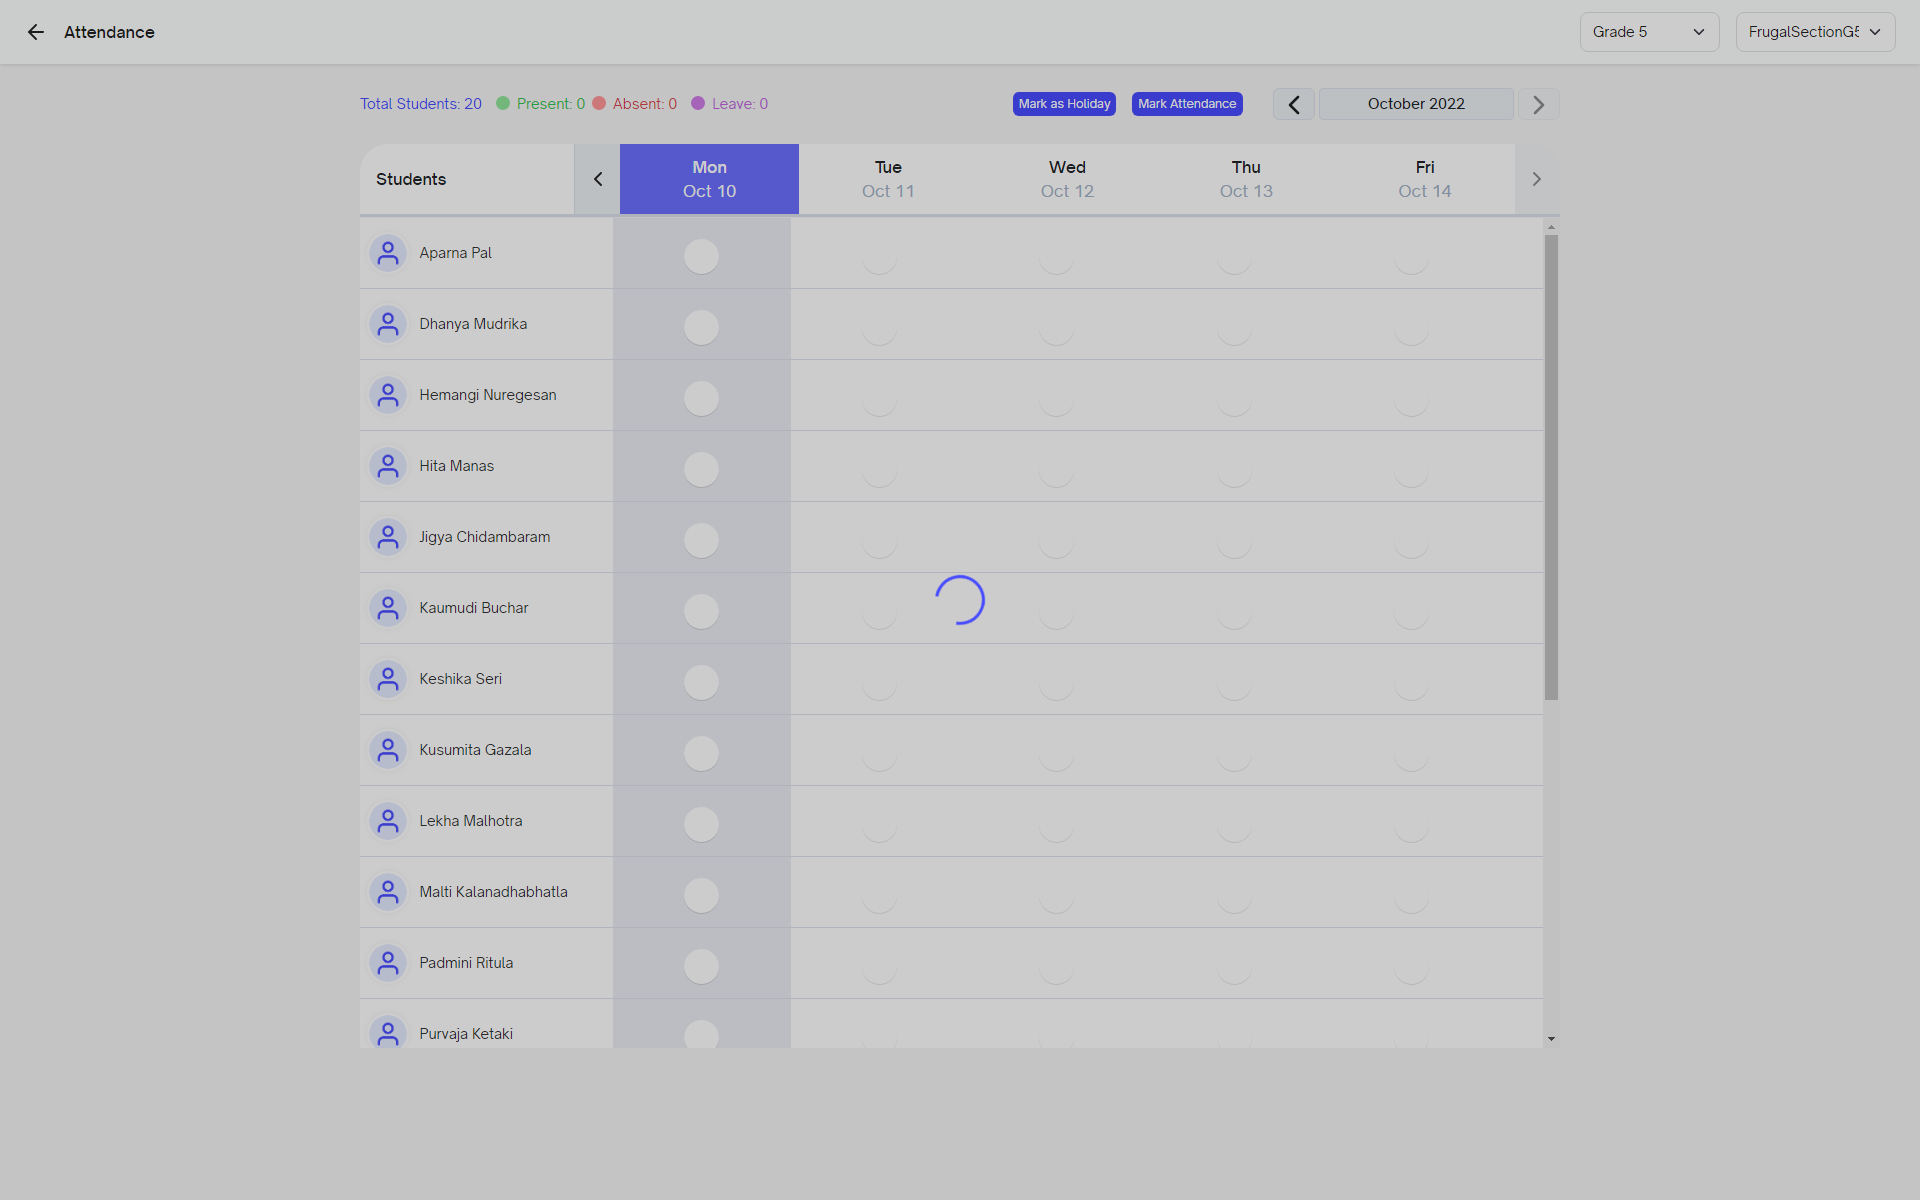 Attendance
Grade 5
FrugalSectionG5
Total Students: 20 Present: 0 Absent: 0 Leave: 0
Mark as Holiday
Mark Attendance
October 2022
Students
Mon
Oct 10
Tue
Oct 11
Wed
Oct 12
Thu
Oct 13
Fri
Oct 14
Aparna Pal
Dhanya Mudrika
Hemangi Nuregesan
Hita Manas
Jigya Chidambaram
Kaumudi Buchar
Keshika Seri
Kusumita Gazala
Lekha Malhotra
Malti Kalanadhabhatla
Padmini Ritula
Purvaja Ketaki